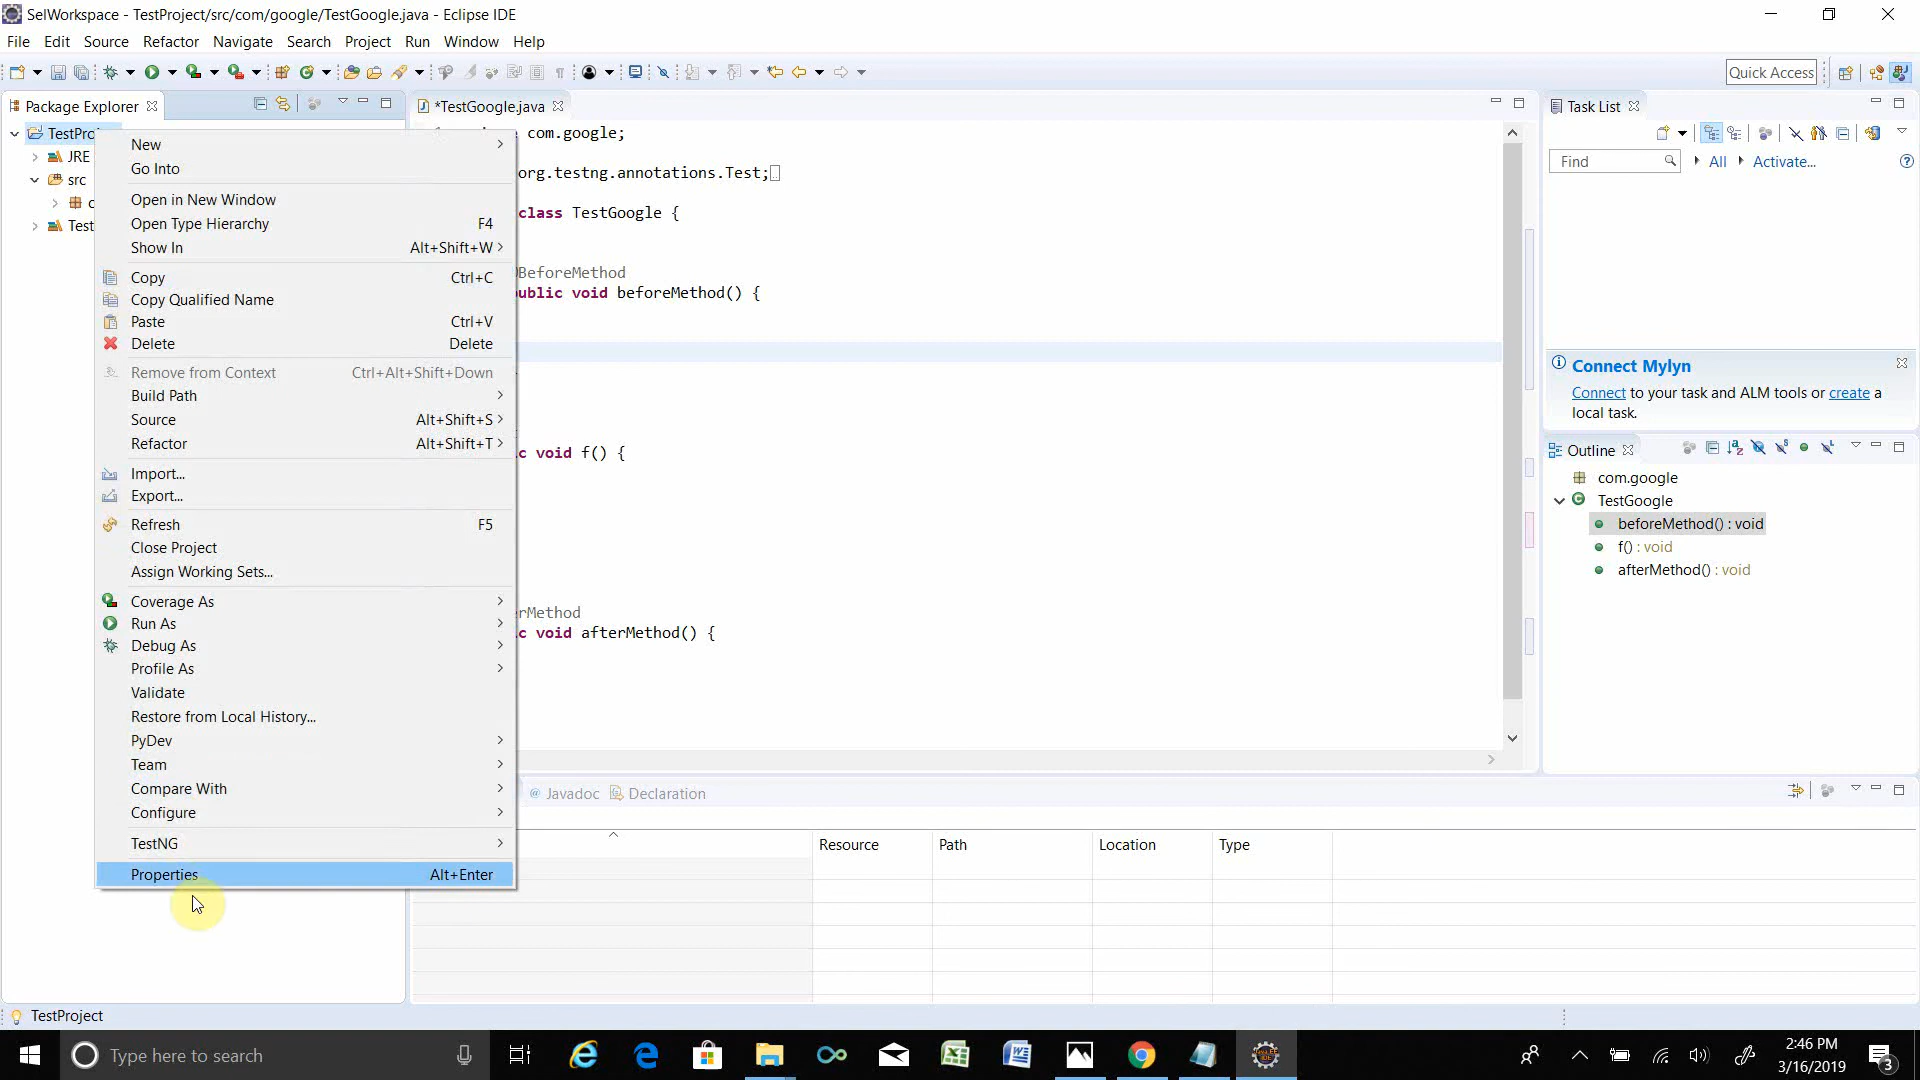 SelWorkspace - TestProject/src/com/google/TestGoogle.java - Eclipse IDE
File Edit Source Refactor Navigate Search Project Run Window Help
Quick Access
Package Explorer
TestPro
JRE
src
Test
New
Go Into
Open in New Window
Open Type Hierarchy F4
Show In Alt+Shift+W
Copy Ctrl+C
Copy Qualified Name
Paste Ctrl+V
Delete Delete
Remove from Context Ctrl+Alt+Shift+Down
Build Path
Source Alt+Shift+S
Refactor Alt+Shift+T
Import...
Export...
Refresh F5
Close Project
Assign Working Sets...
Coverage As
Run As
Debug As
Profile As
Validate
Restore from Local History...
PyDev
Team
Compare With
Configure
TestNG
Properties Alt+Enter
*TestGoogle.java
com.google;
org.testng.annotations.Test;
class TestGoogle {
BeforeMethod
ublic void beforeMethod() {
c void f() {
erMethod
c void afterMethod() {
@ Javadoc Declaration
Resource Path Location Type
Task List
Find All Activate...
Connect Mylyn
Connect to your task and ALM tools or create a
local task.
Outline
com.google
TestGoogle
beforeMethod() : void
f() : void
afterMethod() : void
TestProject
Type here to search
2:46 PM
3/16/2019
3